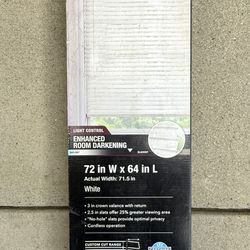 LIGHT CONTROL
ENHANCED
ROOM DARKENING
72 in W x 64 in L
Actual Width: 71.5 in
White
• 3 in crown valance with return
• 2.5 in slats offer 25% greater viewing area
• "No-hole" slats provide optimal privacy
• Cordless operation
CUSTOM CUT RANGE